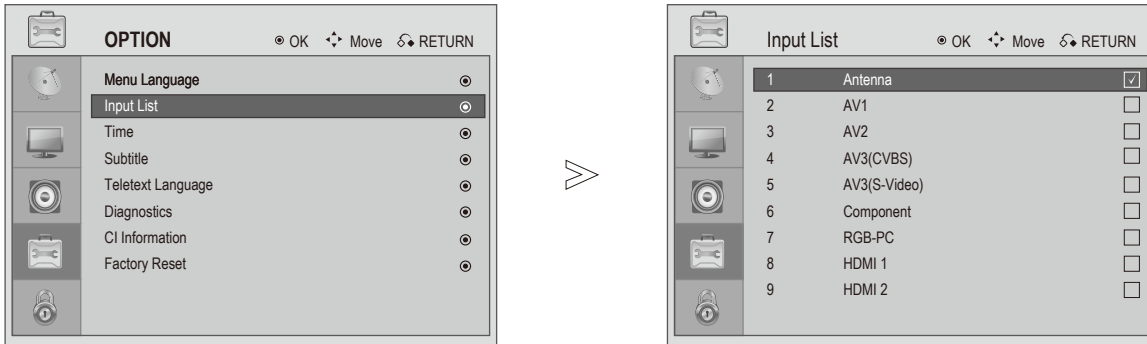 OPTION OK Move RETURN
Menu Language
Input List
Time
Subtitle
Teletext Language
Diagnostics
CI Information
Factory Reset
Input List OK Move RETURN
1 Antenna
2 AV1
3 AV2
4 AV3(CVBS)
5 AV3(S-Video)
6 Component
7 RGB-PC
8 HDMI 1
9 HDMI 2